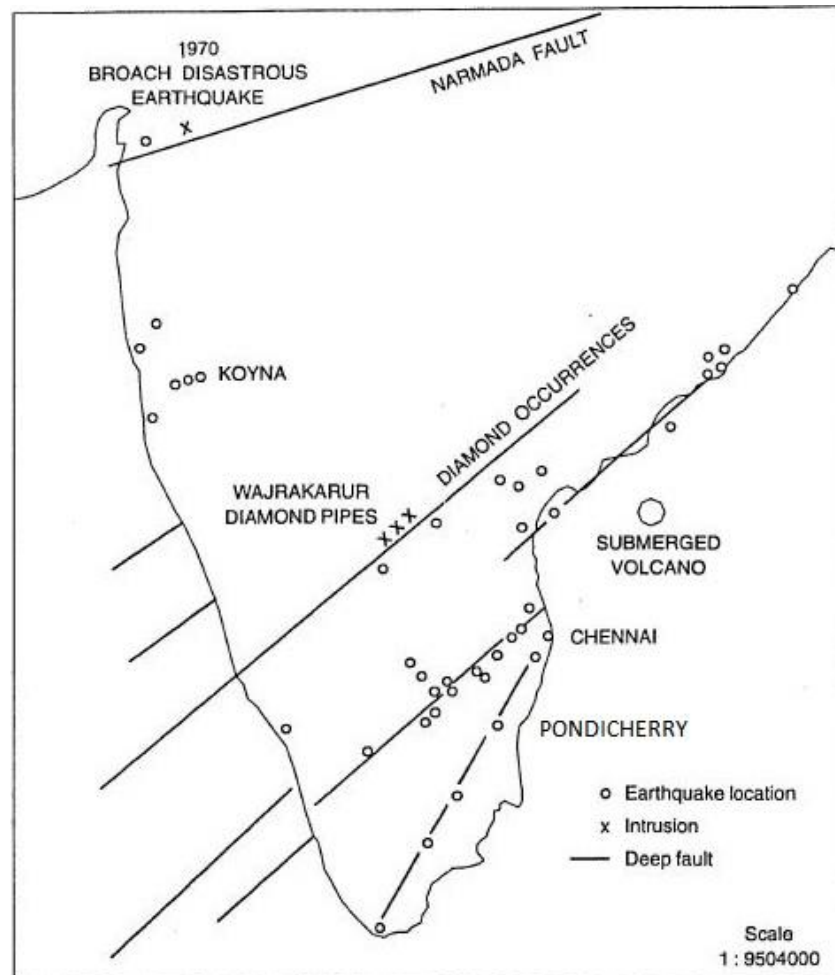 1970
BROACH DISASTROUS
EARTHQUAKE
NARMADA FAULT
KOYNA
DIAMOND OCCURRENCES
WAJRAKARUR
DIAMOND PIPES
SUBMERGED
VOLCANO
CHENNAI
PONDICHERRY
o Earthquake location
x Intrusion
Deep fault
Scale
1 : 9504000